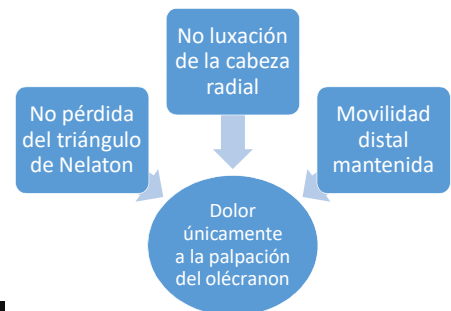 No luxación
de la cabeza
radial
No pérdida
del triángulo
de Nelaton
Movilidad
distal
mantenida
Dolor
únicamente
a la palpación
del olécranon